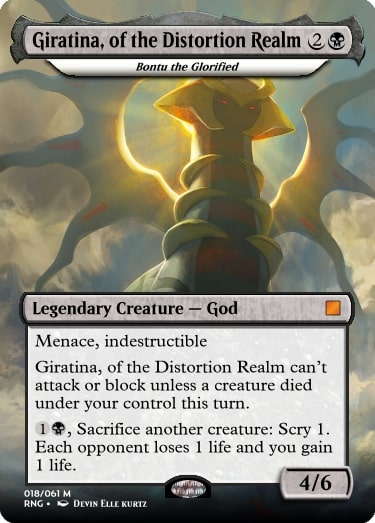 Giratina, of the Distortion Realm 2
Bontu the Glorified
Legendary Creature — God
Menace, indestructible
Giratina, of the Distortion Realm can't
attack or block unless a creature died
under your control this turn.
1, Sacrifice another creature: Scry 1.
Each opponent loses 1 life and you gain
1 life.
4/6
018/061 M
RNG • Devin Elle Kurtz